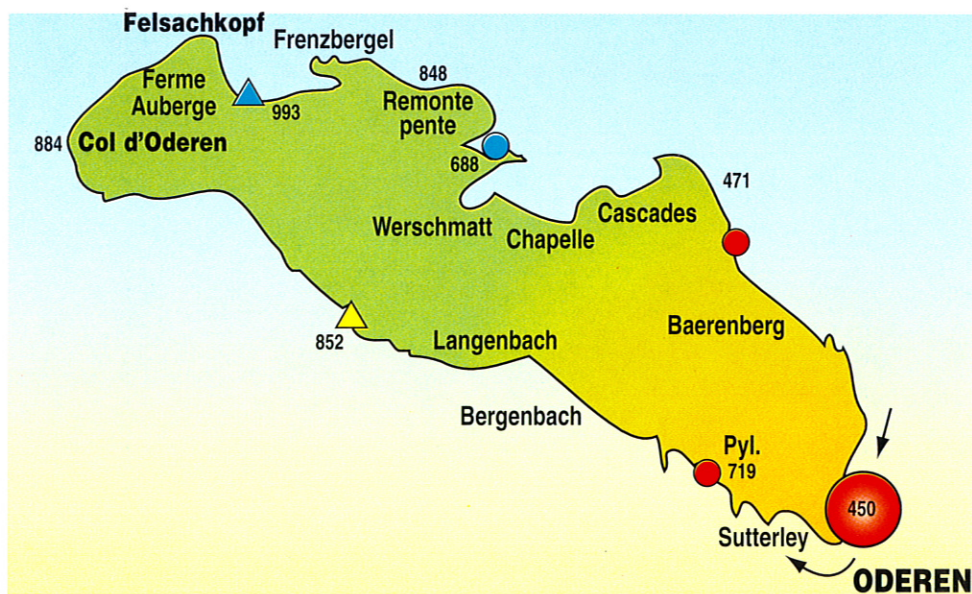 Felsachkopf
Frenzbergel
Ferme
Auberge
993
848
Remonte
pente
884
Col d'Oderen
688
471
Werschmatt
Chapelle
Cascades
852
Langenbach
Baerenberg
Bergenbach
Pyl.
719
450
Sutterley
ODEREN